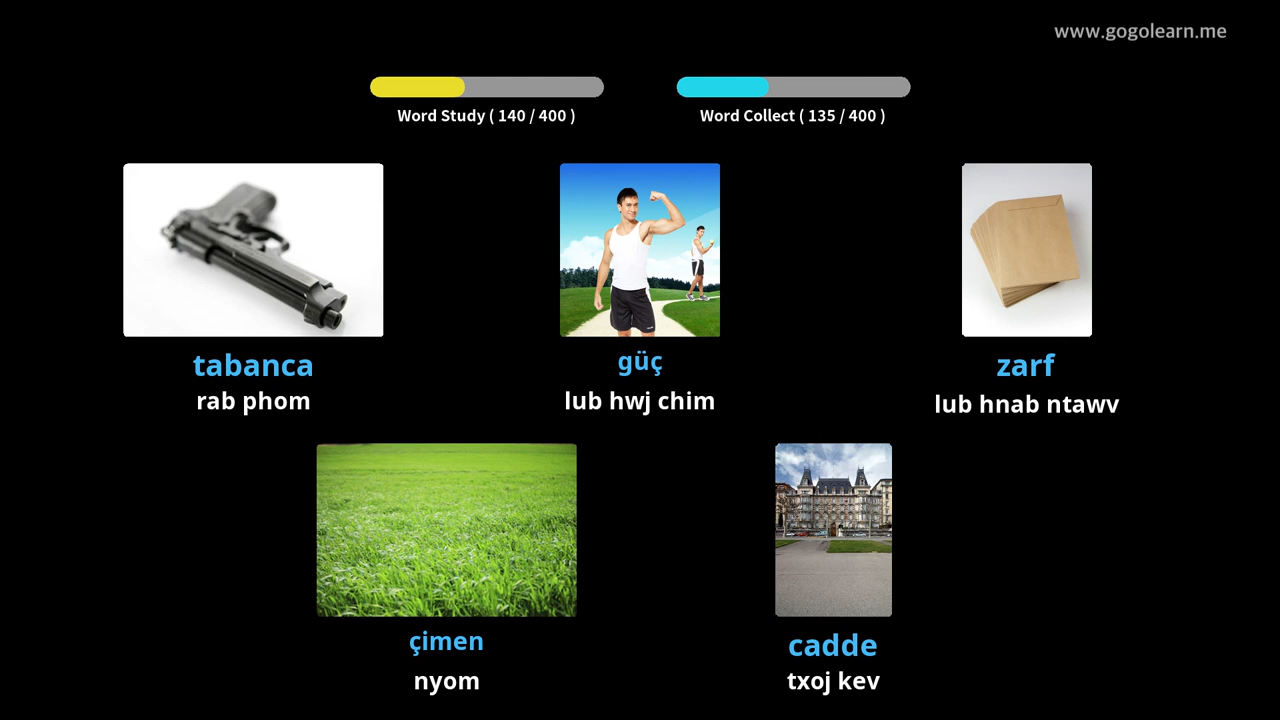 www.gogolearn.me
Word Study ( 140 / 400 )
Word Collect ( 135 / 400 )
tabanca
rab phom
güç
lub hwj chim
zarf
lub hnab ntawv
çimen
nyom
cadde
txoj kev